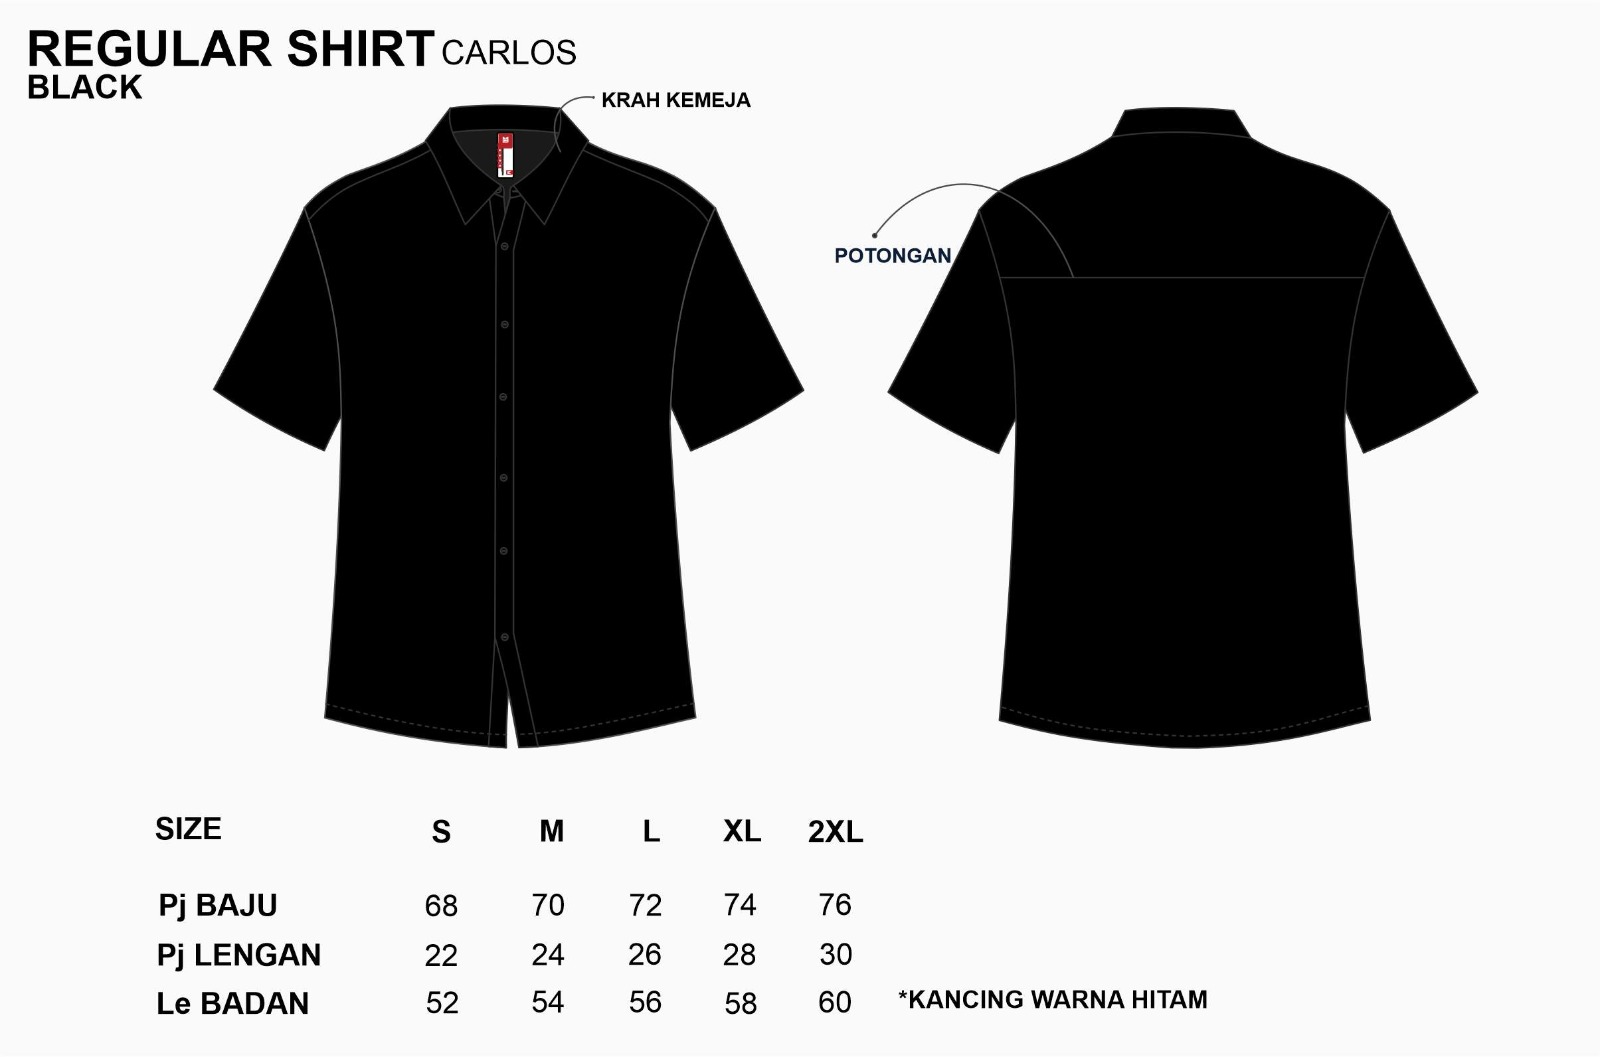 REGULAR SHIRT CARLOS
BLACK
KRAH KEMEJA
POTONGAN
SIZE S M L XL 2XL
Pj BAJU 68 70 72 74 76
Pj LENGAN 22 24 26 28 30
Le BADAN 52 54 56 58 60
*KANCING WARNA HITAM